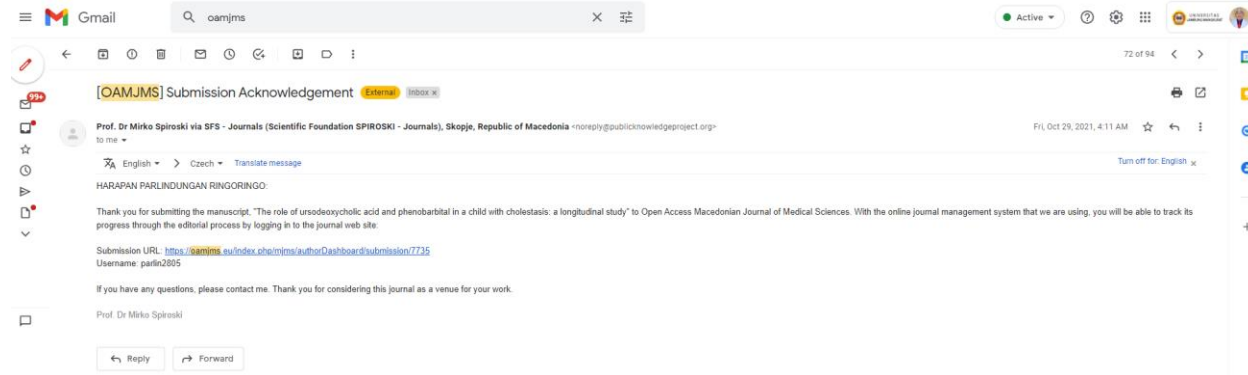 Gmail
oamjms
Active
72 of 94
[OAMJMS] Submission Acknowledgement External Inbox x
99+
Prof. Dr Mirko Spiroski via SFS - Journals (Scientific Foundation SPIROSKI - Journals), Skopje, Republic of Macedonia <noreply@publicknowledgeproject.org>
Fri, Oct 29, 2021, 4:11 AM
to me
English > Czech Translate message
Turn off for: English x
HARAPAN PARLINDUNGAN RINGORINGO:
Thank you for submitting the manuscript, "The role of ursodeoxycholic acid and phenobarbital in a child with cholestasis: a longitudinal study" to Open Access Macedonian Journal of Medical Sciences. With the online journal management system that we are using, you will be able to track its
progress through the editorial process by logging in to the journal web site:
Submission URL: https://oamjms.eu/index.php/mjms/authorDashboard/submission/7735
Username: parlin2805
If you have any questions, please contact me. Thank you for considering this journal as a venue for your work.
Prof. Dr Mirko Spiroski
Reply
Forward